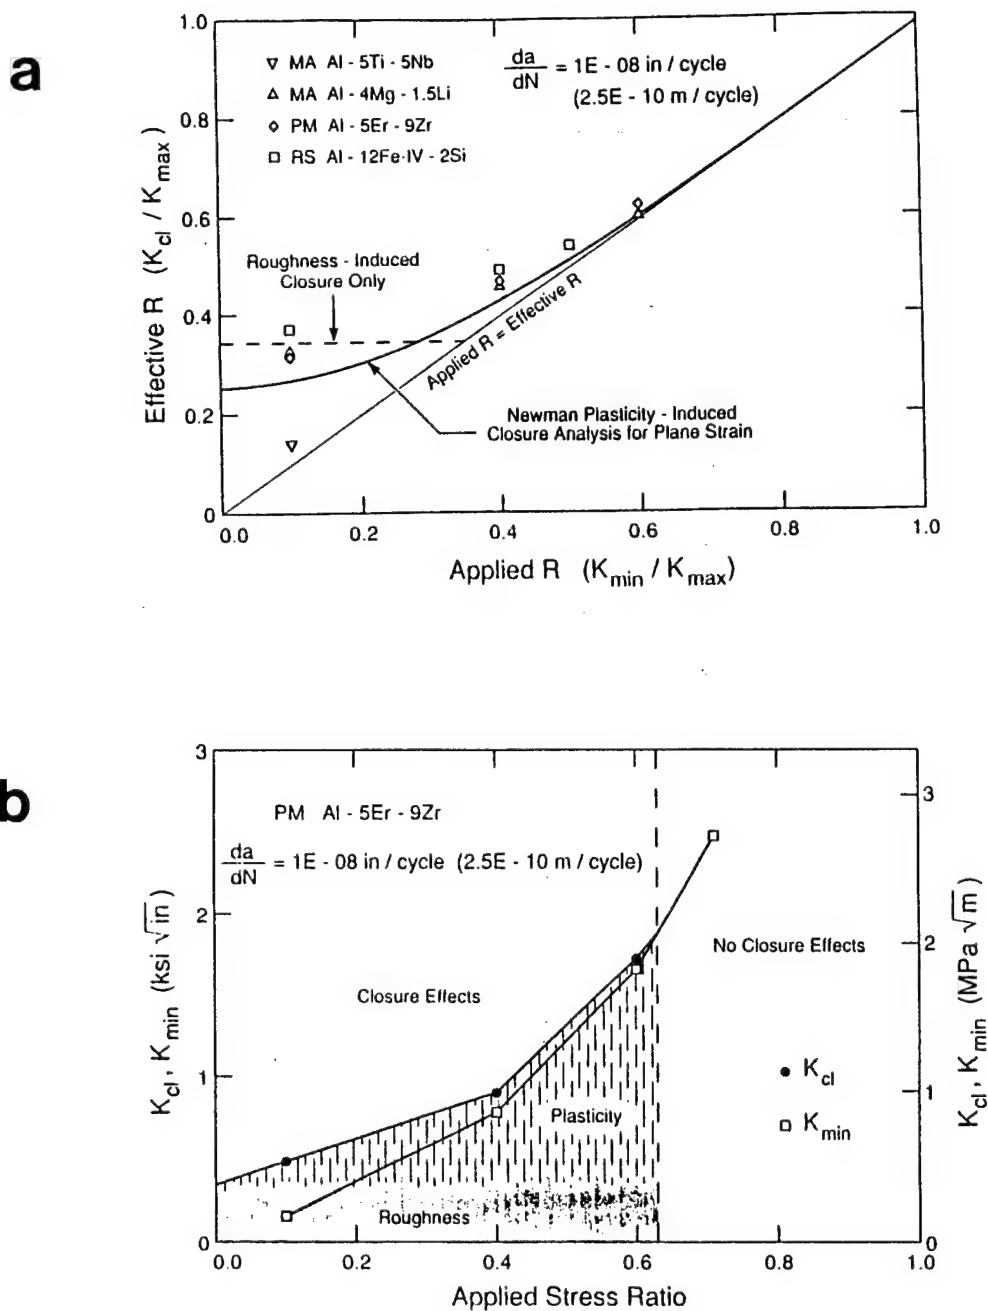 a
1.0
0.8
0.6
0.4
0.2
0
Effective R (Kcl / Kmax)
▽ MA Al - 5Ti - 5Nb
△ MA Al - 4Mg - 1.5Li
◇ PM Al - 5Er - 9Zr
□ RS Al - 12Fe-IV - 2Si
da
dN
= 1E - 08 in / cycle
(2.5E - 10 m / cycle)
Roughness - Induced
Closure Only
Applied R = Effective R
Newman Plasticity - Induced
Closure Analysis for Plane Strain
0.0 0.2 0.4 0.6 0.8 1.0
Applied R (Kmin / Kmax)
b
3
2
1
0
Kcl, Kmin (ksi √in)
PM Al - 5Er - 9Zr
da
dN
= 1E - 08 in / cycle (2.5E - 10 m / cycle)
Closure Effects
No Closure Effects
Plasticity
Roughness
● Kcl
□ Kmin
3
2
1
0
Kcl, Kmin (MPa √m)
0.0 0.2 0.4 0.6 0.8 1.0
Applied Stress Ratio